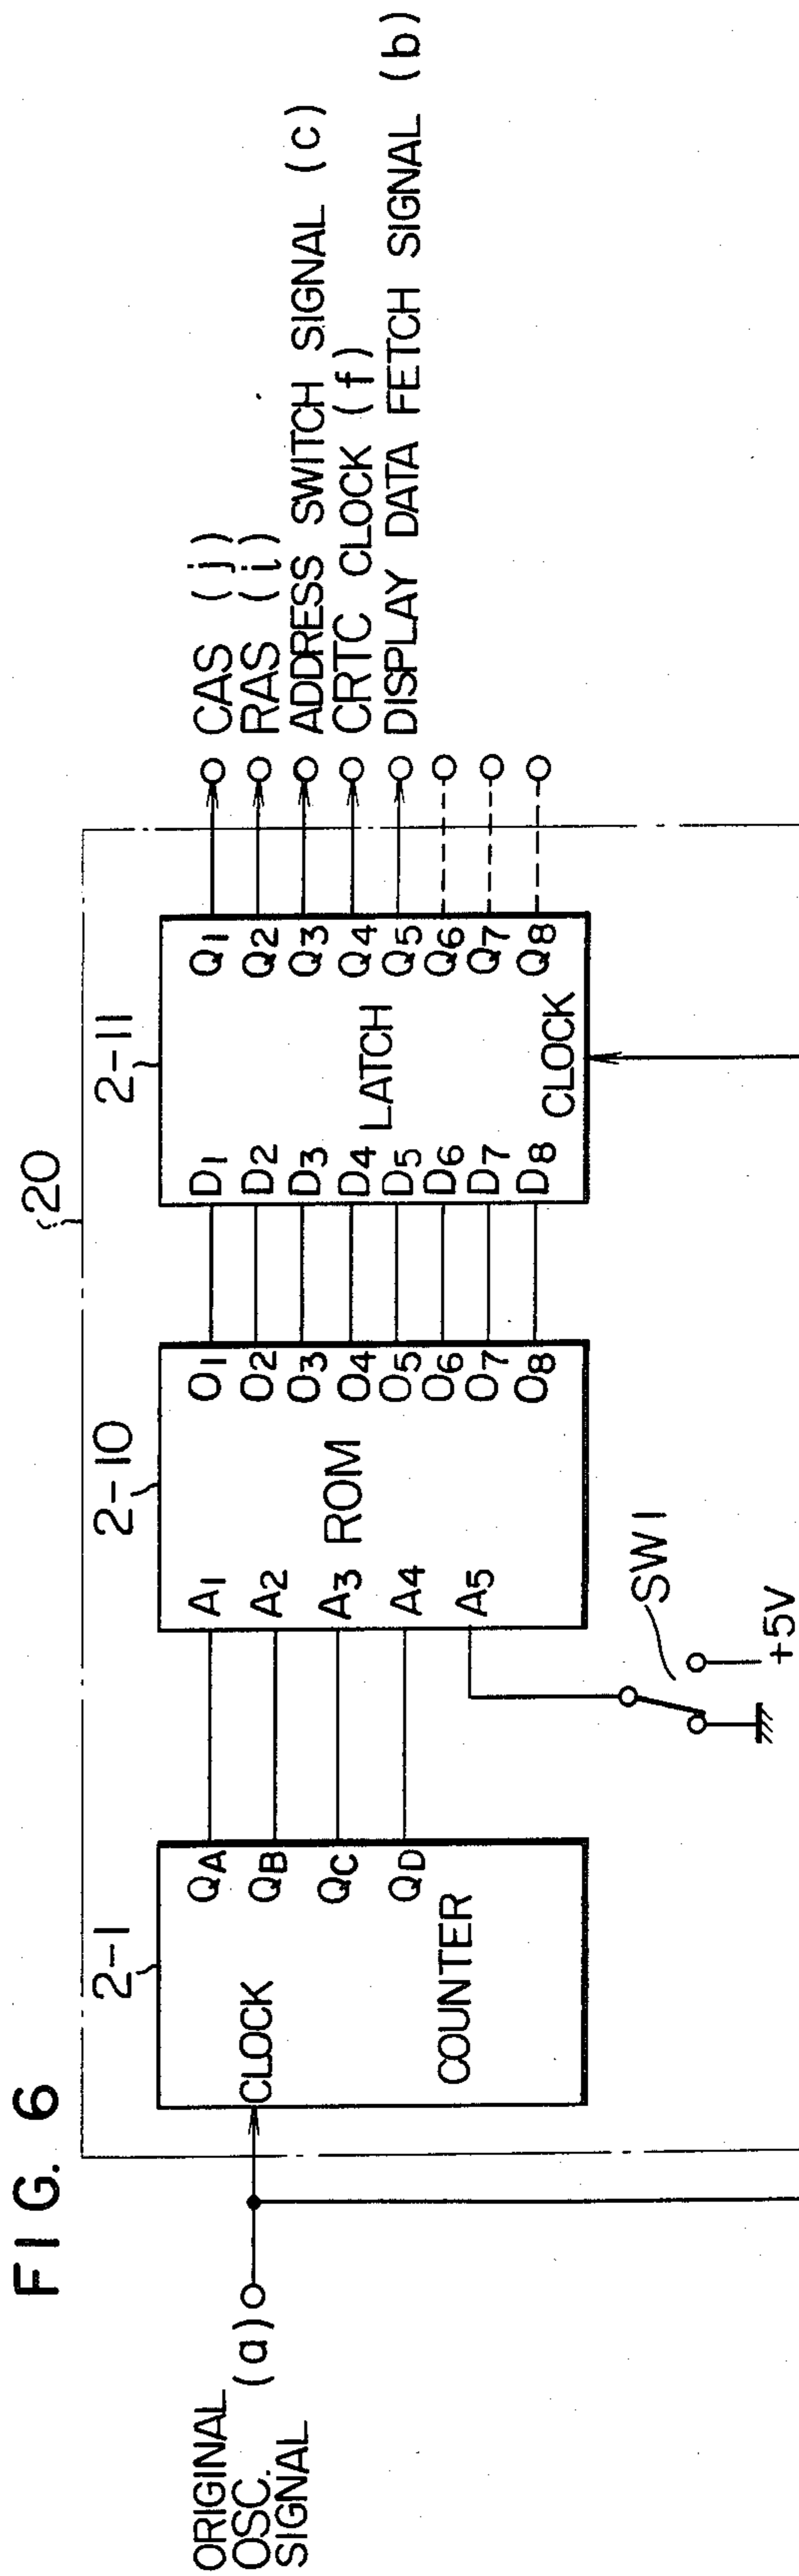 FIG. 6
20
ORIGINAL
OSC.
SIGNAL
(a)
2-1
CLOCK
COUNTER
QA
QB
QC
QD
2-10
A1
A2
A3
A4
A5
ROM
O1
O2
O3
O4
O5
O6
O7
O8
SW1
+5V
2-11
D1
D2
D3
D4
D5
D6
D7
D8
LATCH
CLOCK
Q1
Q2
Q3
Q4
Q5
Q6
Q7
Q8
CAS (j)
RAS (i)
ADDRESS SWITCH SIGNAL (c)
CRTC CLOCK (f)
DISPLAY DATA FETCH SIGNAL (b)